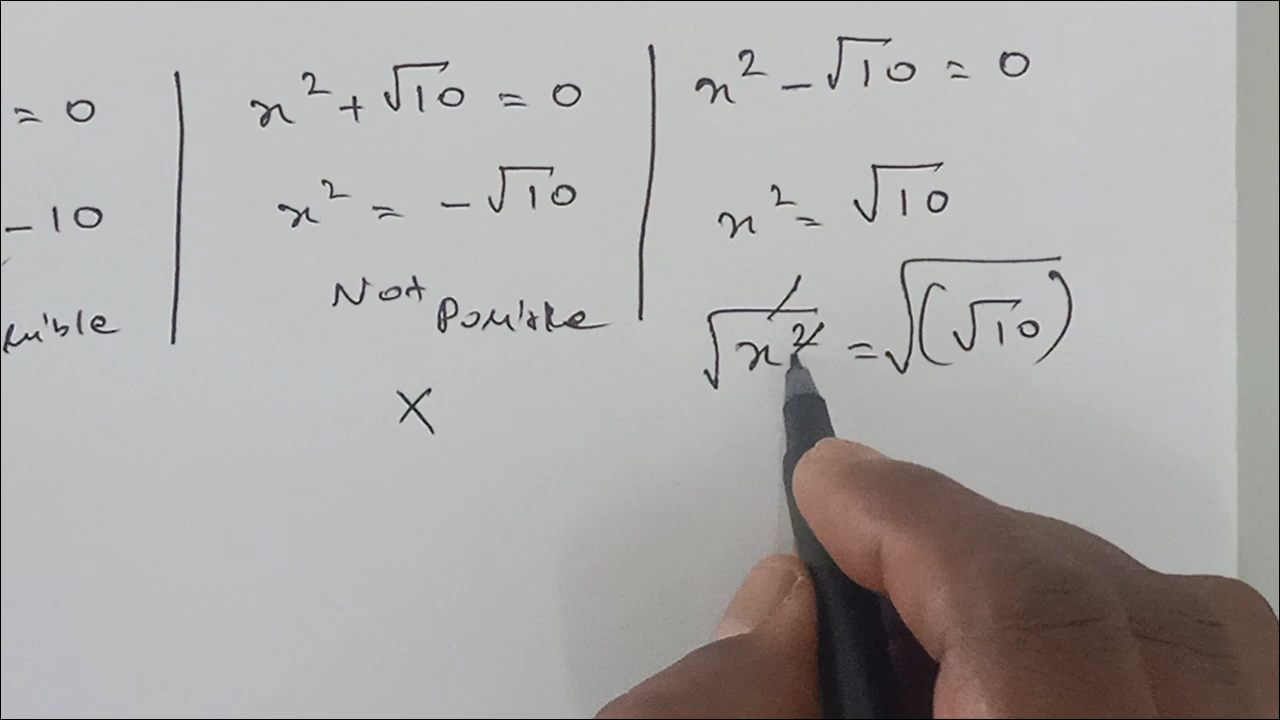 = 0
- 10
x² + √10 = 0
x² = - √10
Not Possible
X
x² - √10 = 0
x² = √10
√x² = √(√10)